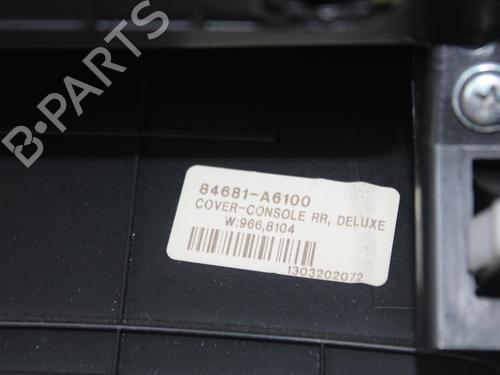 B-PARTS
84681-A6100
COVER-CONSOLE RR, DELUXE
W:966,8104
1303202072